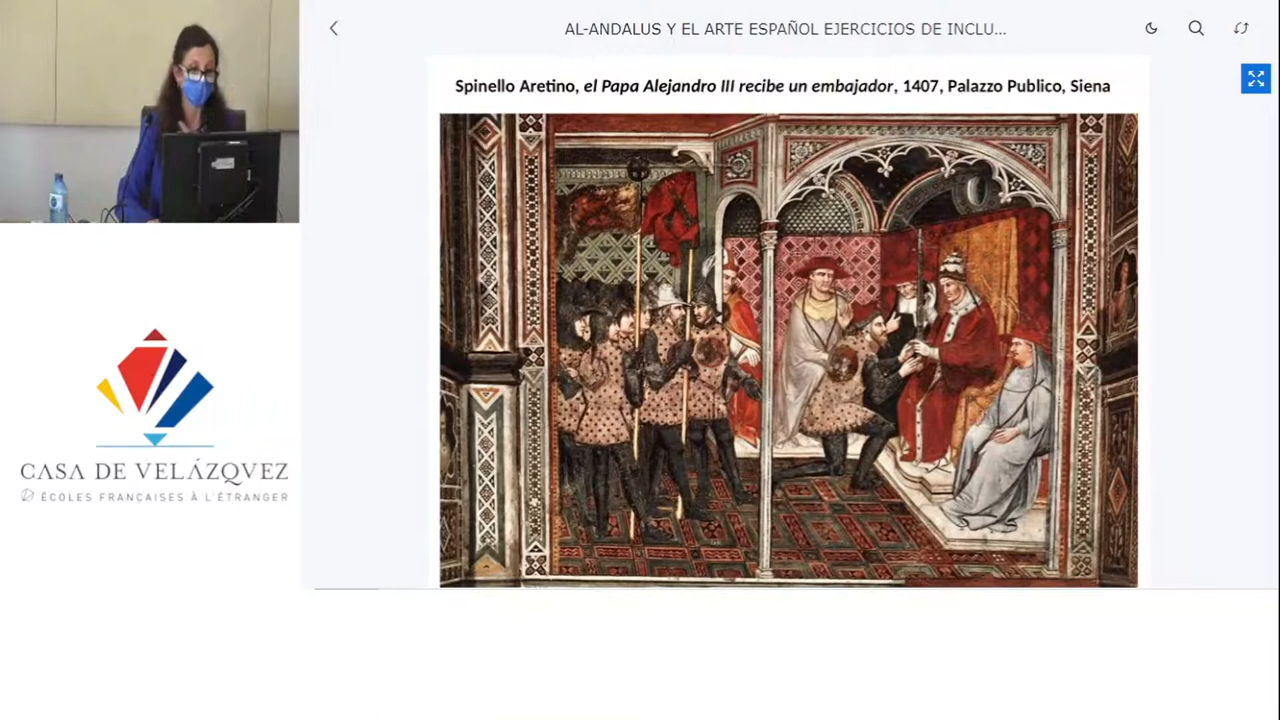 AL-ANDALUS Y EL ARTE ESPAÑOL EJERCICIOS DE INCLU...
Spinello Aretino, el Papa Alejandro III recibe un embajador, 1407, Palazzo Publico, Siena
CASA DE VELÁZQVEZ
ÉCOLES FRANÇAISES À L'ÉTRANGER